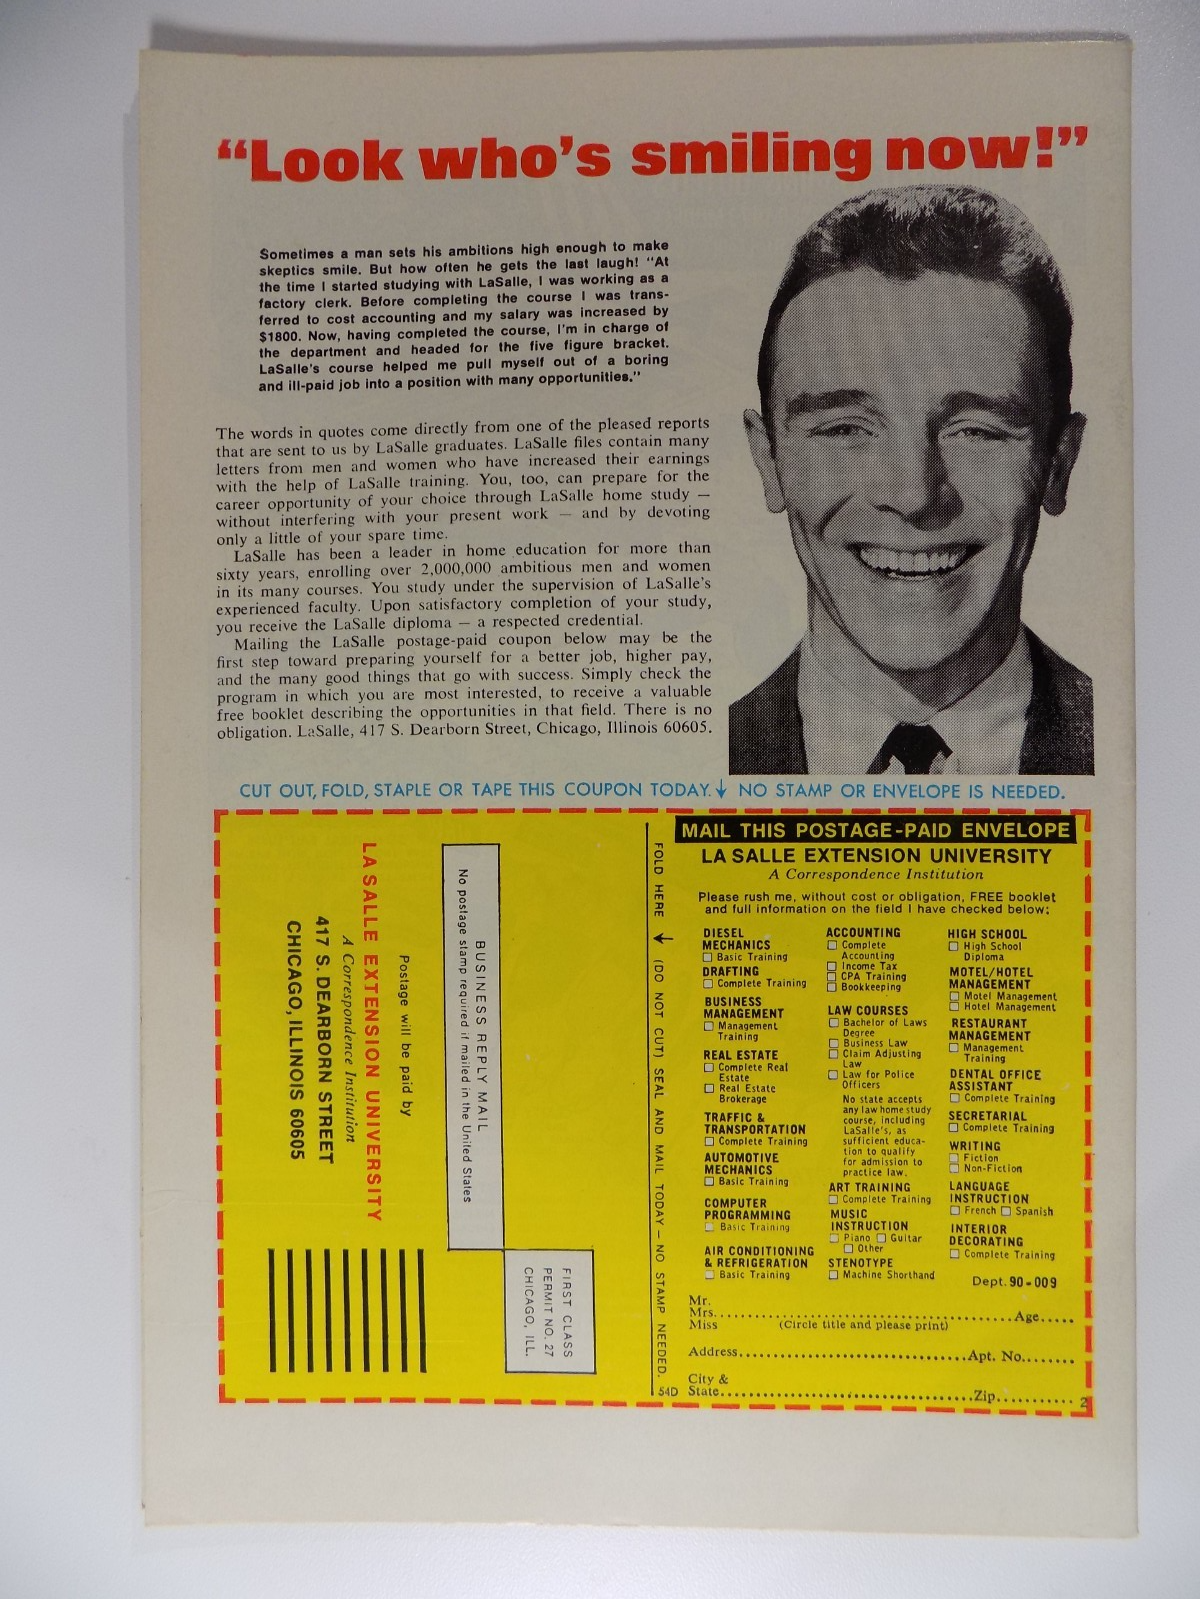 “Look who’s smiling now!”
Sometimes a man sets his ambitions high enough to make
skeptics smile. But how often he gets the last laugh! “At
the time I started studying with LaSalle, I was working as a
factory clerk. Before completing the course I was trans-
ferred to cost accounting and my salary was increased by
$1800. Now, having completed the course, I’m in charge of
the department and headed for the five figure bracket.
LaSalle’s course helped me pull myself out of a boring
and ill-paid job into a position with many opportunities.”
The words in quotes come directly from one of the pleased reports
that are sent to us by LaSalle graduates. LaSalle files contain many
letters from men and women who have increased their earnings
with the help of LaSalle training. You, too, can prepare for the
career opportunity of your choice through LaSalle home study —
without interfering with your present work — and by devoting
only a little of your spare time.
LaSalle has been a leader in home education for more than
sixty years, enrolling over 2,000,000 ambitious men and women
in its many courses. You study under the supervision of LaSalle’s
experienced faculty. Upon satisfactory completion of your study,
you receive the LaSalle diploma — a respected credential.
Mailing the LaSalle postage-paid coupon below may be the
first step toward preparing yourself for a better job, higher pay,
and the many good things that go with success. Simply check the
program in which you are most interested, to receive a valuable
free booklet describing the opportunities in that field. There is no
obligation. LaSalle, 417 S. Dearborn Street, Chicago, Illinois 60605.
CUT OUT, FOLD, STAPLE OR TAPE THIS COUPON TODAY.↓ NO STAMP OR ENVELOPE IS NEEDED.
FIRST CLASS
PERMIT NO. 27
CHICAGO, ILL.
BUSINESS REPLY MAIL
No postage stamp required if mailed in the United States
Postage will be paid by
LA SALLE EXTENSION UNIVERSITY
A Correspondence Institution
417 S. DEARBORN STREET
CHICAGO, ILLINOIS 60605
FOLD HERE → (DO NOT CUT) SEAL AND MAIL TODAY — NO STAMP NEEDED.
54D
MAIL THIS POSTAGE-PAID ENVELOPE
LA SALLE EXTENSION UNIVERSITY
A Correspondence Institution
Please rush me, without cost or obligation, FREE booklet
and full information on the field I have checked below:
DIESEL
MECHANICS
☐ Basic Training
DRAFTING
☐ Complete Training
BUSINESS
MANAGEMENT
☐ Management
Training
REAL ESTATE
☐ Complete Real
Estate
☐ Real Estate
Brokerage
TRAFFIC &
TRANSPORTATION
☐ Complete Training
AUTOMOTIVE
MECHANICS
☐ Basic Training
COMPUTER
PROGRAMMING
☐ Basic Training
AIR CONDITIONING
& REFRIGERATION
☐ Basic Training
ACCOUNTING
☐ Complete
Accounting
☐ Income Tax
☐ CPA Training
☐ Bookkeeping
LAW COURSES
☐ Bachelor of Laws
Degree
☐ Business Law
☐ Claim Adjusting
Law
☐ Law for Police
Officers
No state accepts
any law home study
course, including
LaSalle’s, as
sufficient educa-
tion to qualify
for admission to
practice law.
ART TRAINING
☐ Complete Training
MUSIC
INSTRUCTION
☐ Piano ☐ Guitar
☐ Other
STENOTYPE
☐ Machine Shorthand
HIGH SCHOOL
☐ High School
Diploma
MOTEL/HOTEL
MANAGEMENT
☐ Motel Management
☐ Hotel Management
RESTAURANT
MANAGEMENT
☐ Management
Training
DENTAL OFFICE
ASSISTANT
☐ Complete Training
SECRETARIAL
☐ Complete Training
WRITING
☐ Fiction
☐ Non-Fiction
LANGUAGE
INSTRUCTION
☐ French ☐ Spanish
INTERIOR
DECORATING
☐ Complete Training
Dept. 90-009
Mr.
Mrs. Age
Miss (Circle title and please print)
Address Apt. No.
City &
State Zip
2